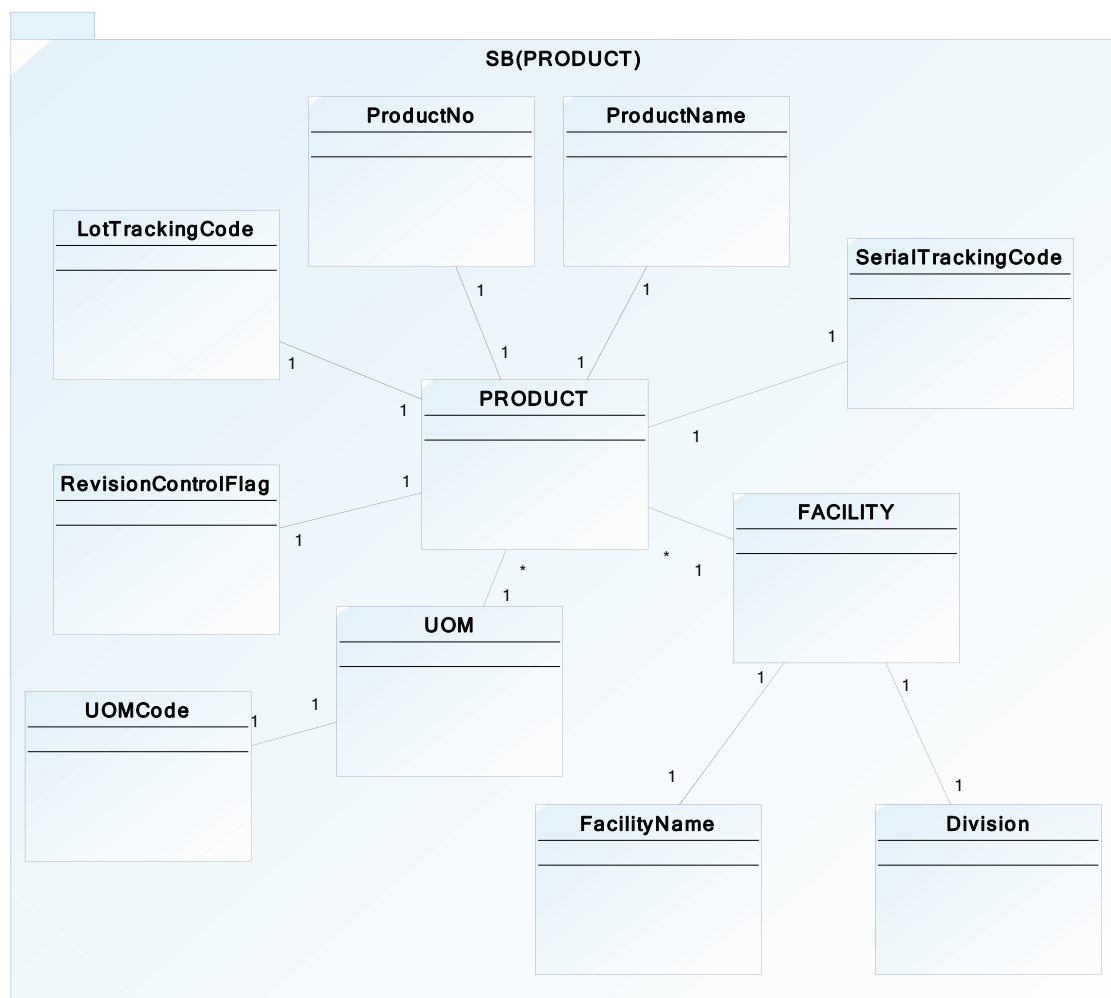 SB(PRODUCT)
ProductNo
ProductName
LotTrackingCode
SerialTrackingCode
1
1
1
1
1
1
PRODUCT
1
1
RevisionControlFlag
1
1
FACILITY
*
1
*
1
UOM
1
1
UOMCode
1
1
1
1
1
FacilityName
Division